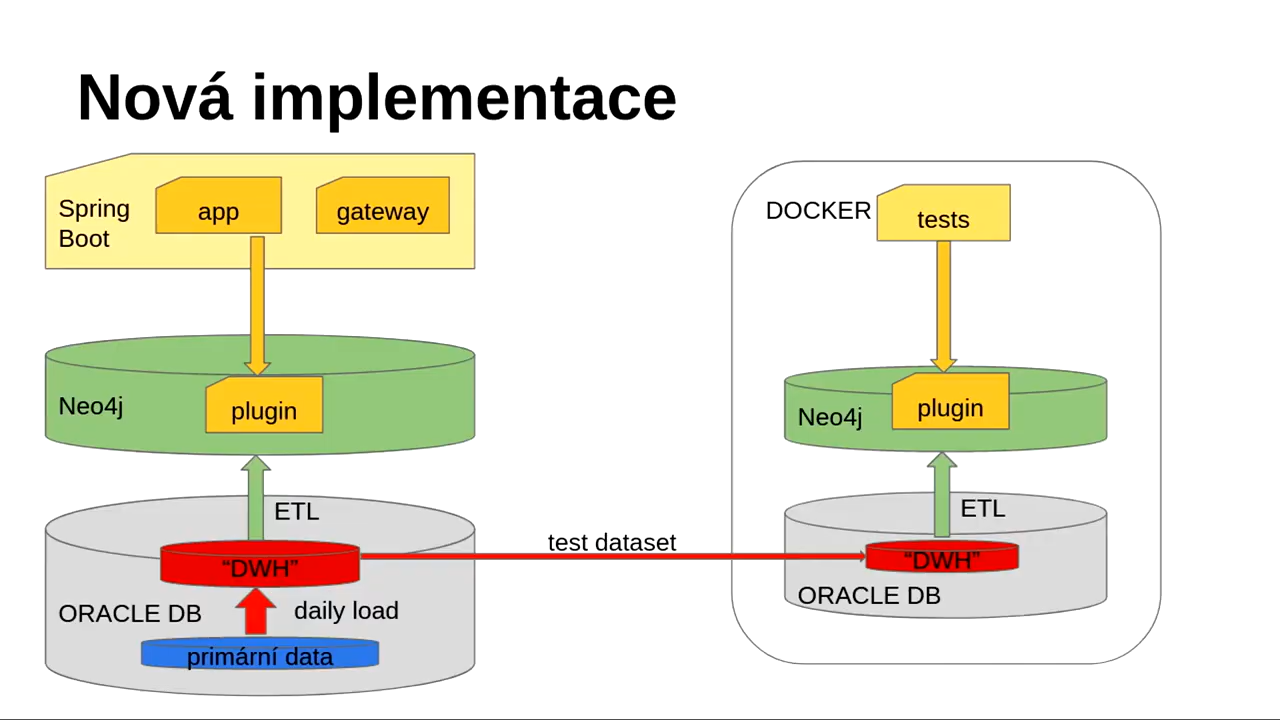 Nová implementace
Spring
Boot
app
gateway
Neo4j
plugin
ETL
“DWH”
ORACLE DB
daily load
primární data
test dataset
DOCKER
tests
Neo4j
plugin
ETL
“DWH”
ORACLE DB